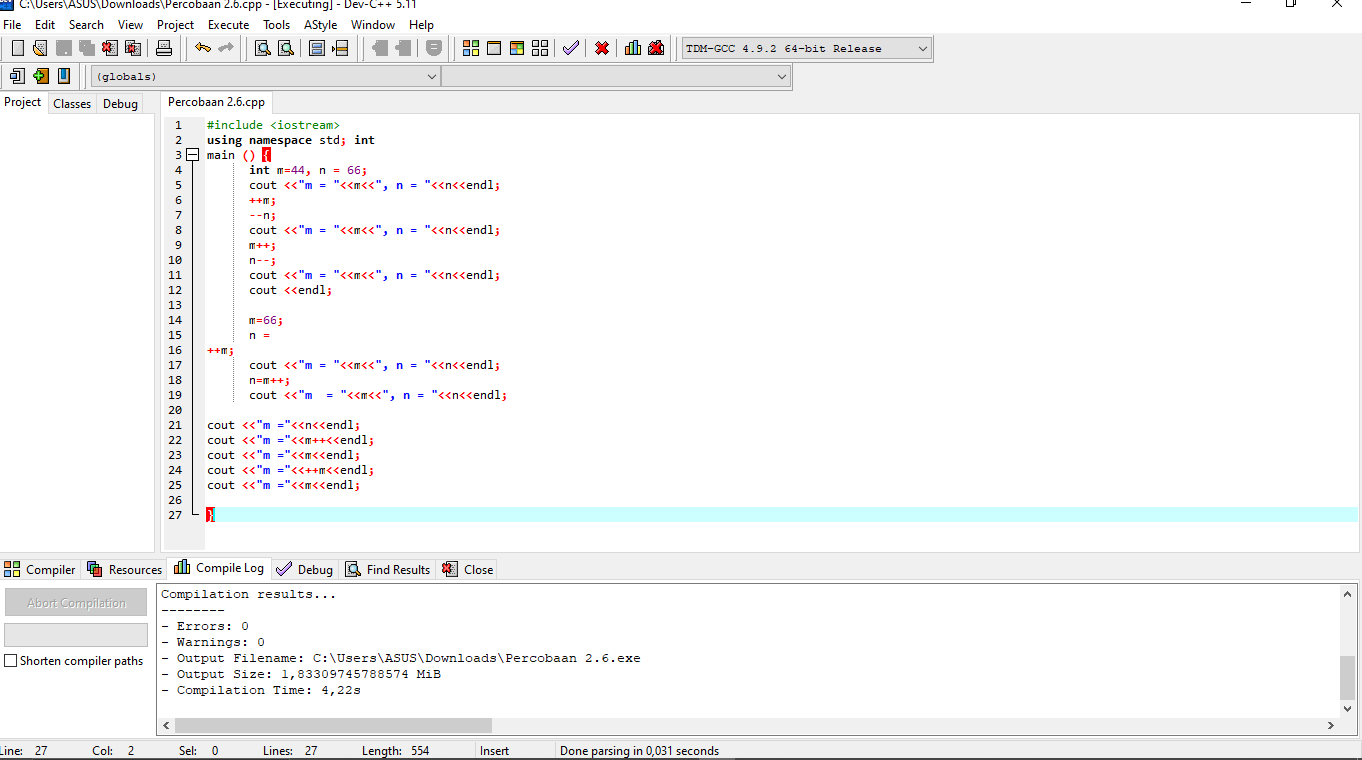 C:\Users\ASUS\Downloads\Percobaan 2.6.cpp - [Executing] - Dev-C++ 5.11
File Edit Search View Project Execute Tools AStyle Window Help
TDM-GCC 4.9.2 64-bit Release
(globals)
Project Classes Debug Percobaan 2.6.cpp
1 #include <iostream>
2 using namespace std; int
3 main () {
4 int m=44, n = 66;
5 cout <<"m = "<<m<<", n = "<<n<<endl;
6 ++m;
7 --n;
8 cout <<"m = "<<m<<", n = "<<n<<endl;
9 m++;
10 n--;
11 cout <<"m = "<<m<<", n = "<<n<<endl;
12 cout <<endl;
13
14 m=66;
15 n =
16 ++m;
17 cout <<"m = "<<m<<", n = "<<n<<endl;
18 n=m++;
19 cout <<"m  = "<<m<<", n = "<<n<<endl;
20
21 cout <<"m ="<<n<<endl;
22 cout <<"m ="<<m++<<endl;
23 cout <<"m ="<<m<<endl;
24 cout <<"m ="<<++m<<endl;
25 cout <<"m ="<<m<<endl;
26
27 }
Compiler Resources Compile Log Debug Find Results Close
Abort Compilation
Shorten compiler paths
Compilation results...
--------
- Errors: 0
- Warnings: 0
- Output Filename: C:\Users\ASUS\Downloads\Percobaan 2.6.exe
- Output Size: 1,83309745788574 MiB
- Compilation Time: 4,22s
Line: 27 Col: 2 Sel: 0 Lines: 27 Length: 554 Insert Done parsing in 0,031 seconds